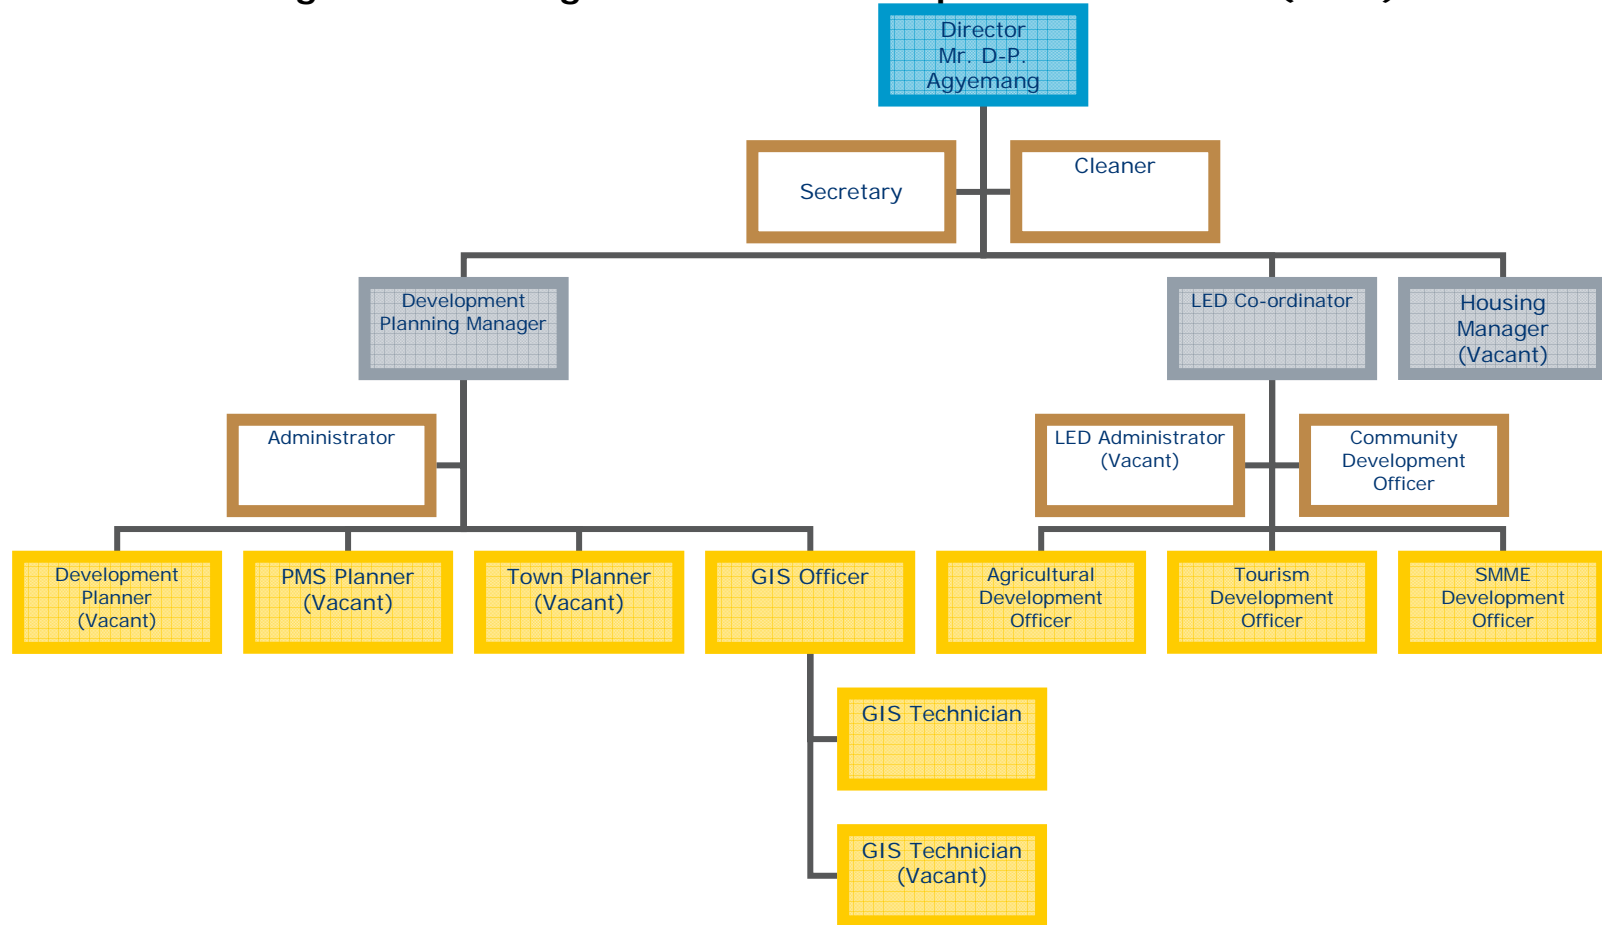 Director
Mr. D-P.
Agyemang
Secretary
Cleaner
Development
Planning Manager
LED Co-ordinator
Housing
Manager
(Vacant)
Administrator
LED Administrator
(Vacant)
Community
Development
Officer
Development
Planner
(Vacant)
PMS Planner
(Vacant)
Town Planner
(Vacant)
GIS Officer
Agricultural
Development
Officer
Tourism
Development
Officer
SMME
Development
Officer
GIS Technician
GIS Technician
(Vacant)